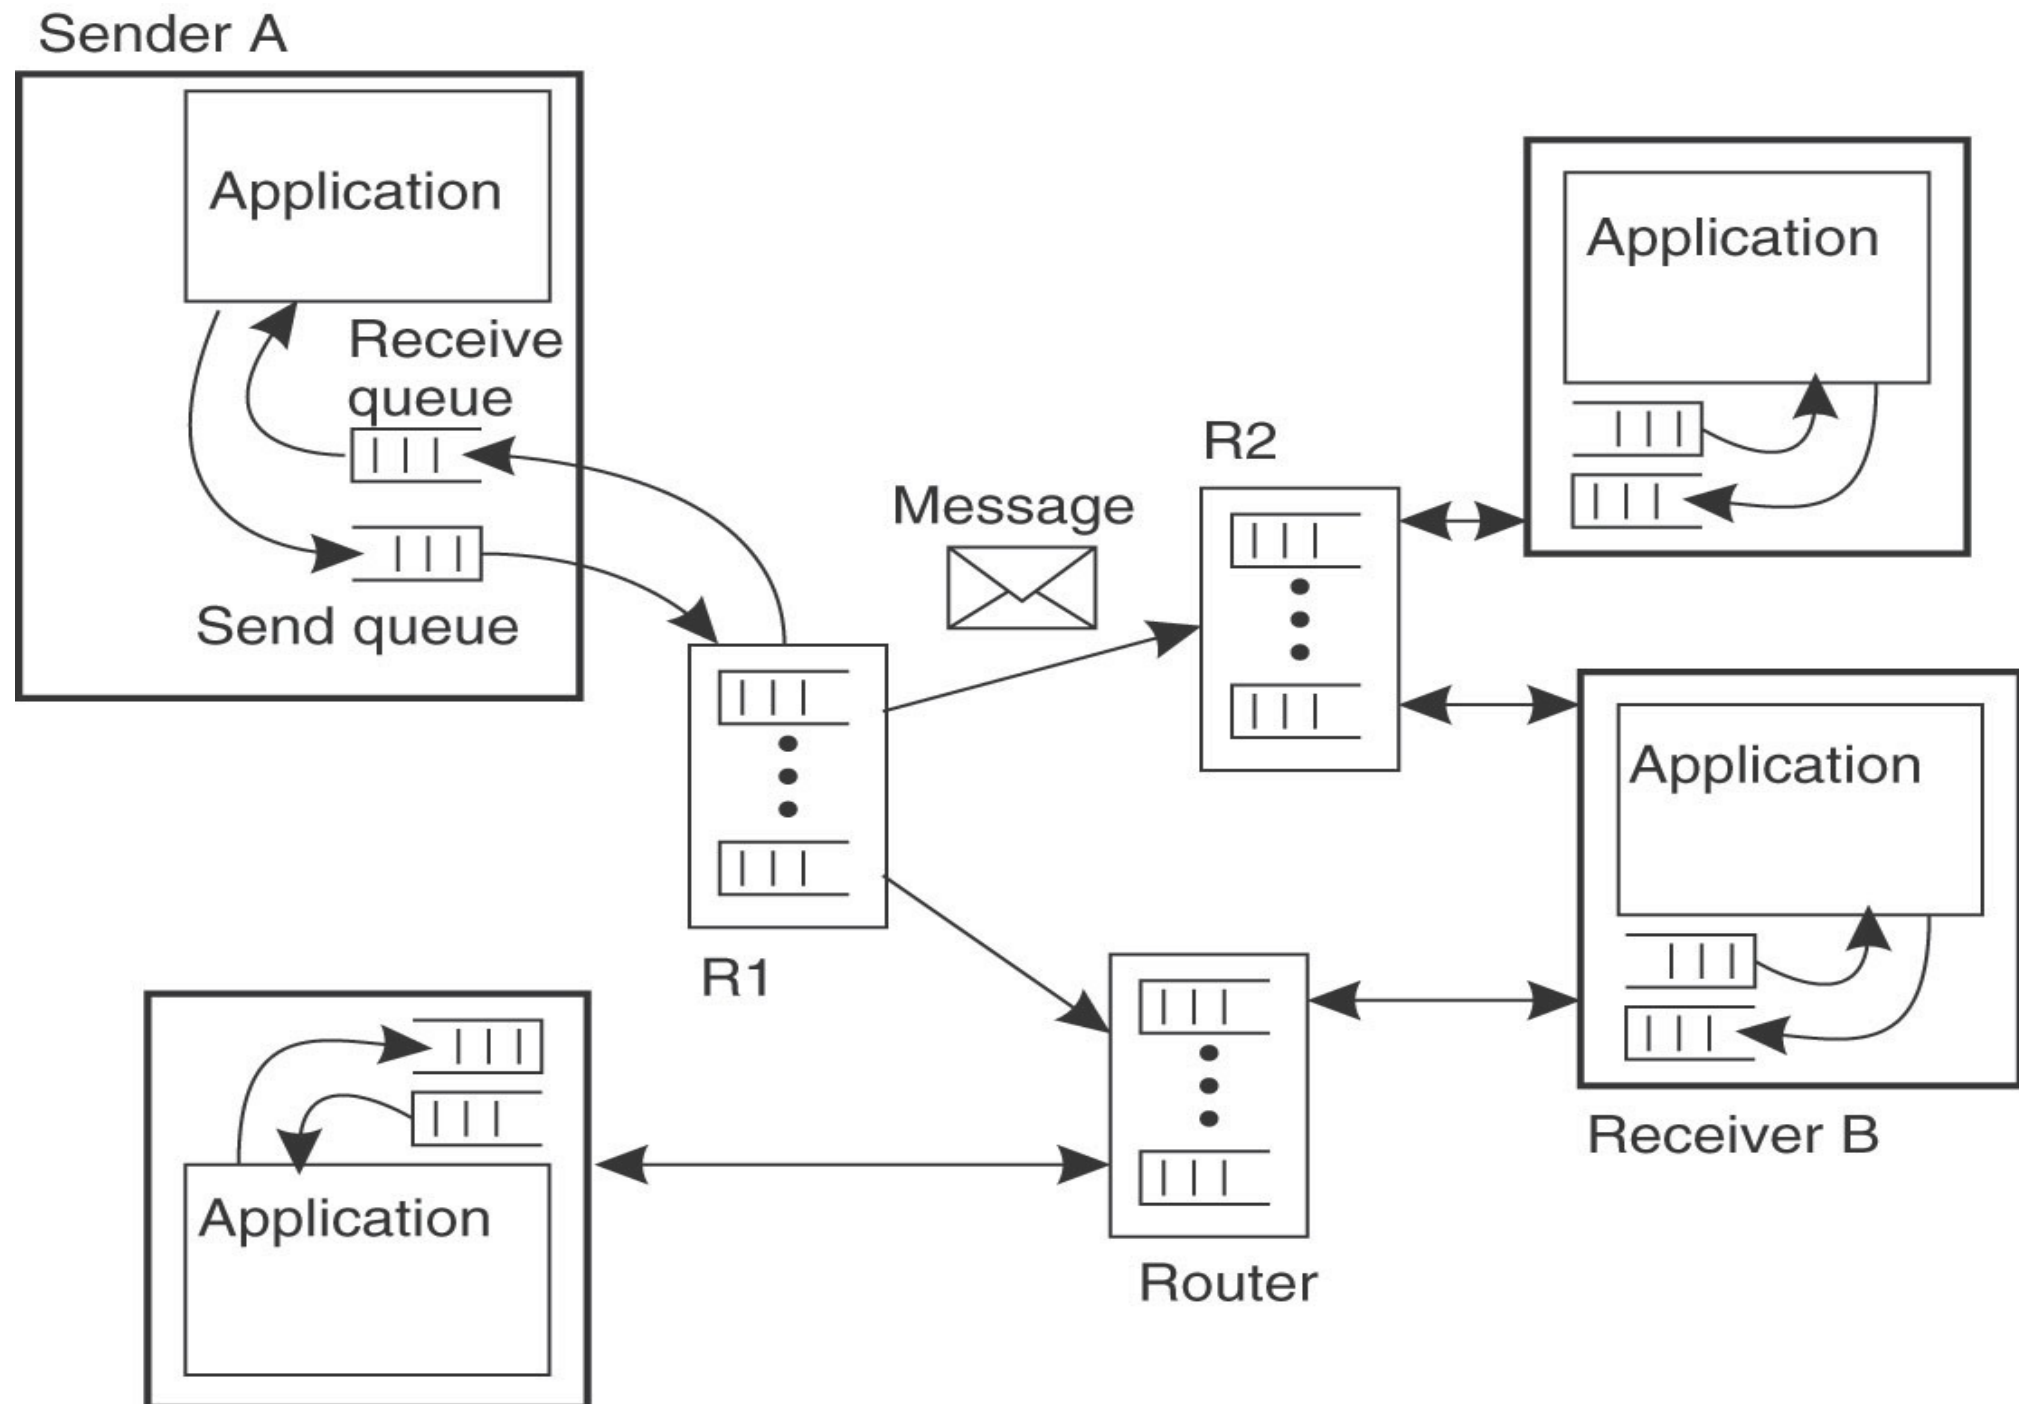 Sender A
Application
Receive
queue
Send queue
Application
R2
Message
R1
Application
Receiver B
Application
Router